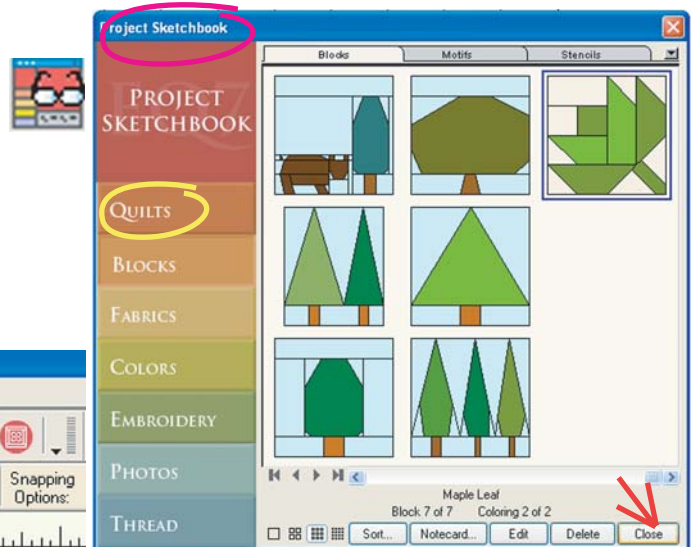 Project Sketchbook
Blocks
Motifs
Stencils
PROJECT
SKETCHBOOK
QUILTS
BLOCKS
FABRICS
COLORS
EMBROIDERY
PHOTOS
THREAD
Maple Leaf
Block 7 of 7 Coloring 2 of 2
Sort... Notecard... Edit Delete Close
Snapping
Options: